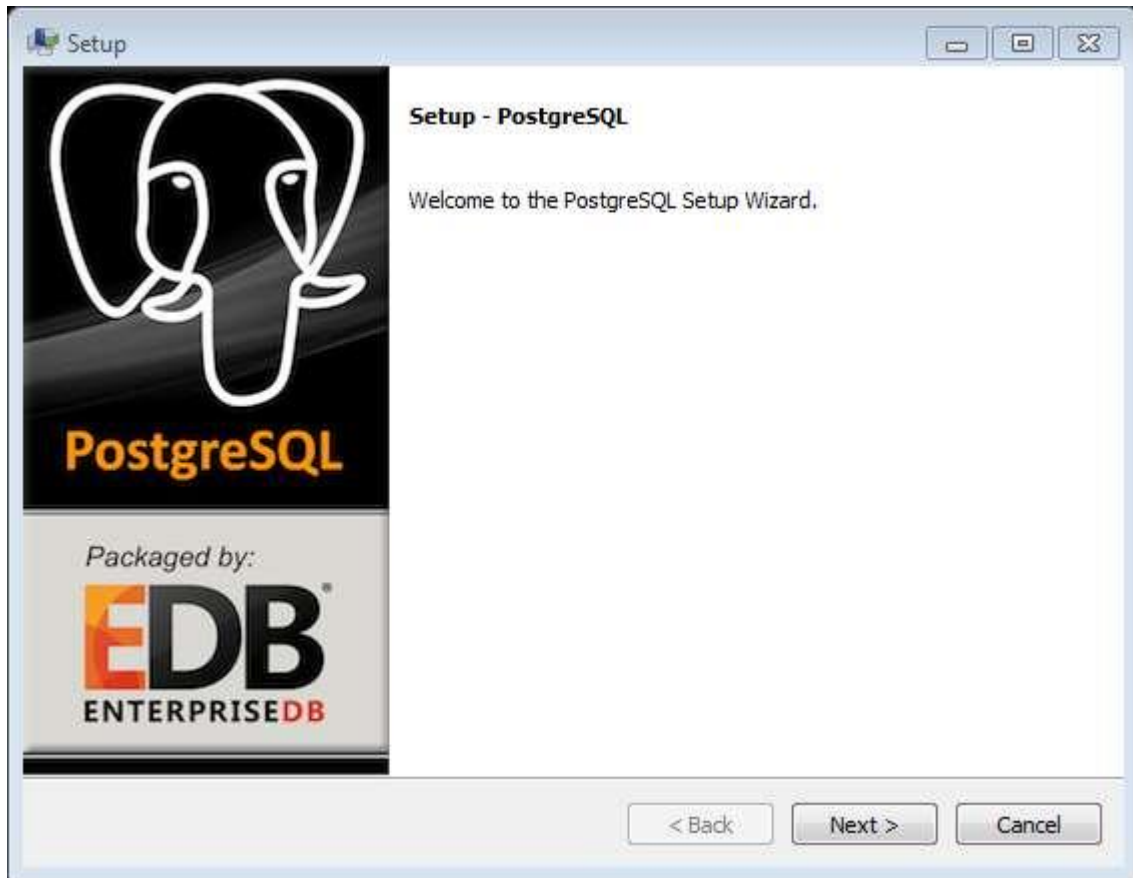 Setup
Setup - PostgreSQL
Welcome to the PostgreSQL Setup Wizard.
PostgreSQL
Packaged by:
EDB®
ENTERPRISEDB
< Back
Next >
Cancel